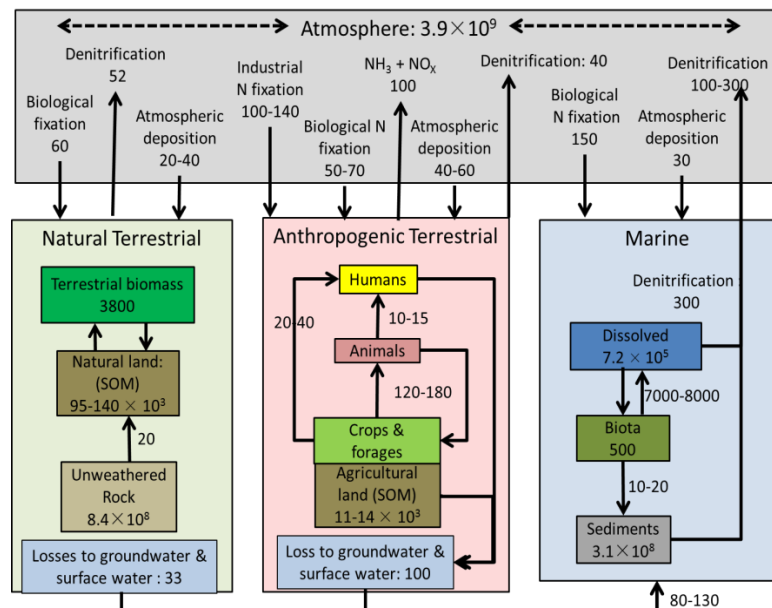 Atmosphere: 3.9×10⁹
Denitrification
52
Biological
fixation
60
Atmospheric
deposition
20-40
Industrial
N fixation
100-140
Biological N
fixation
50-70
NH₃ + NOₓ
100
Atmospheric
deposition
40-60
Denitrification: 40
Biological
N fixation
150
Atmospheric
deposition
30
Denitrification
100-300
Natural Terrestrial
Terrestrial biomass
3800
Natural land:
(SOM)
95-140 × 10³
20
Unweathered
Rock
8.4×10⁸
Losses to groundwater &
surface water : 33
Anthropogenic Terrestrial
Humans
20-40
10-15
Animals
120-180
Crops &
forages
Agricultural
land (SOM)
11-14 × 10³
Loss to groundwater &
surface water: 100
Marine
Denitrification :
300
Dissolved
7.2 × 10⁵
7000-8000
Biota
500
10-20
Sediments
3.1×10⁸
80-130